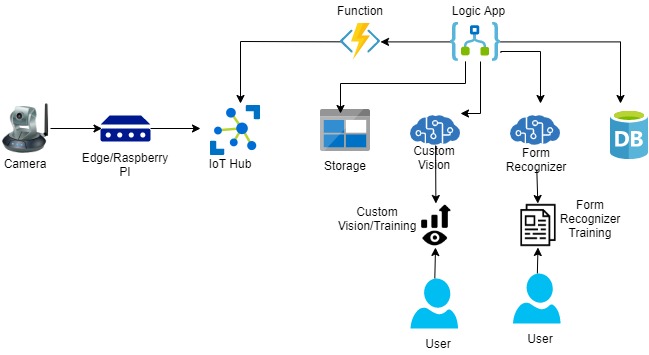 Function
Logic App
Camera
Edge/Raspberry
PI
IoT Hub
Storage
Custom
Vision
Form
Recognizer
DB
Custom
Vision/Training
Form
Recognizer
Training
User
User